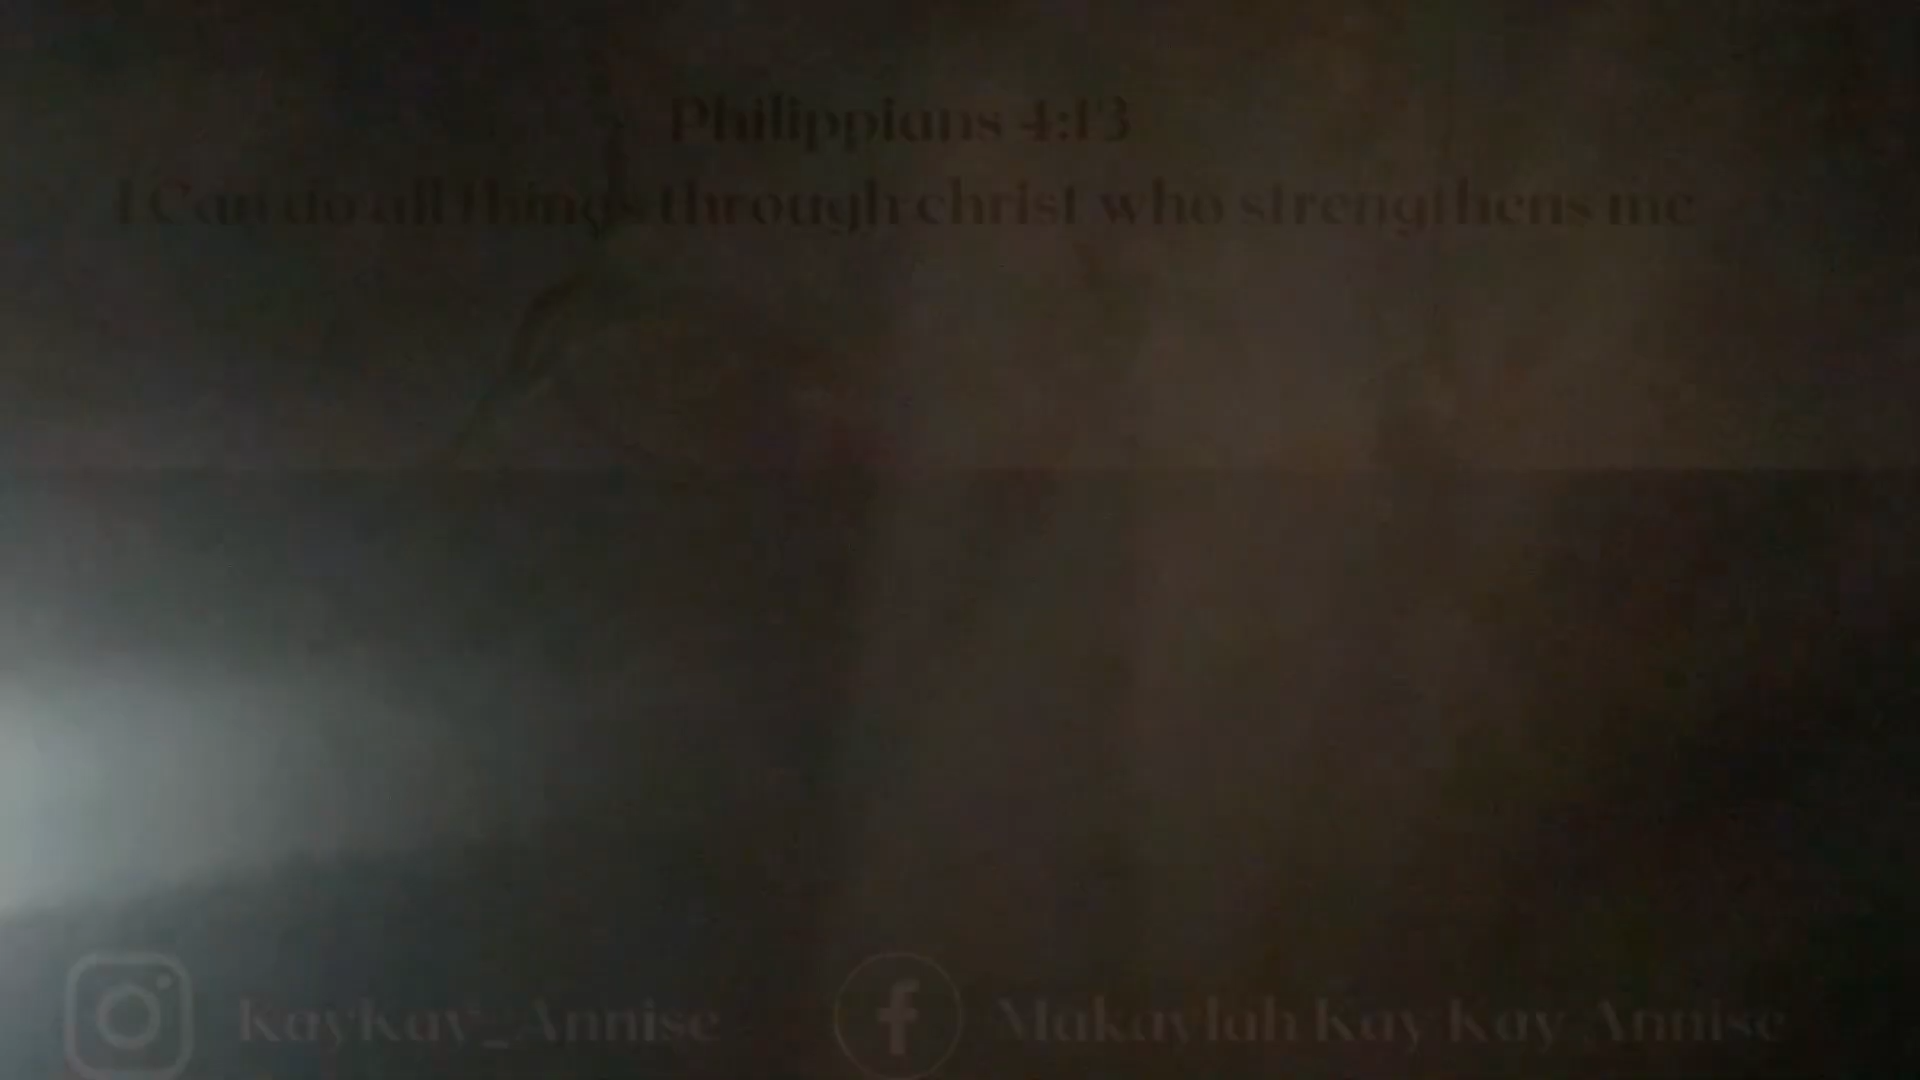 Philippians 4:13
I Can do all things through christ who strengthens me
KayKay_Annise
Makaylah Kay Kay Annise